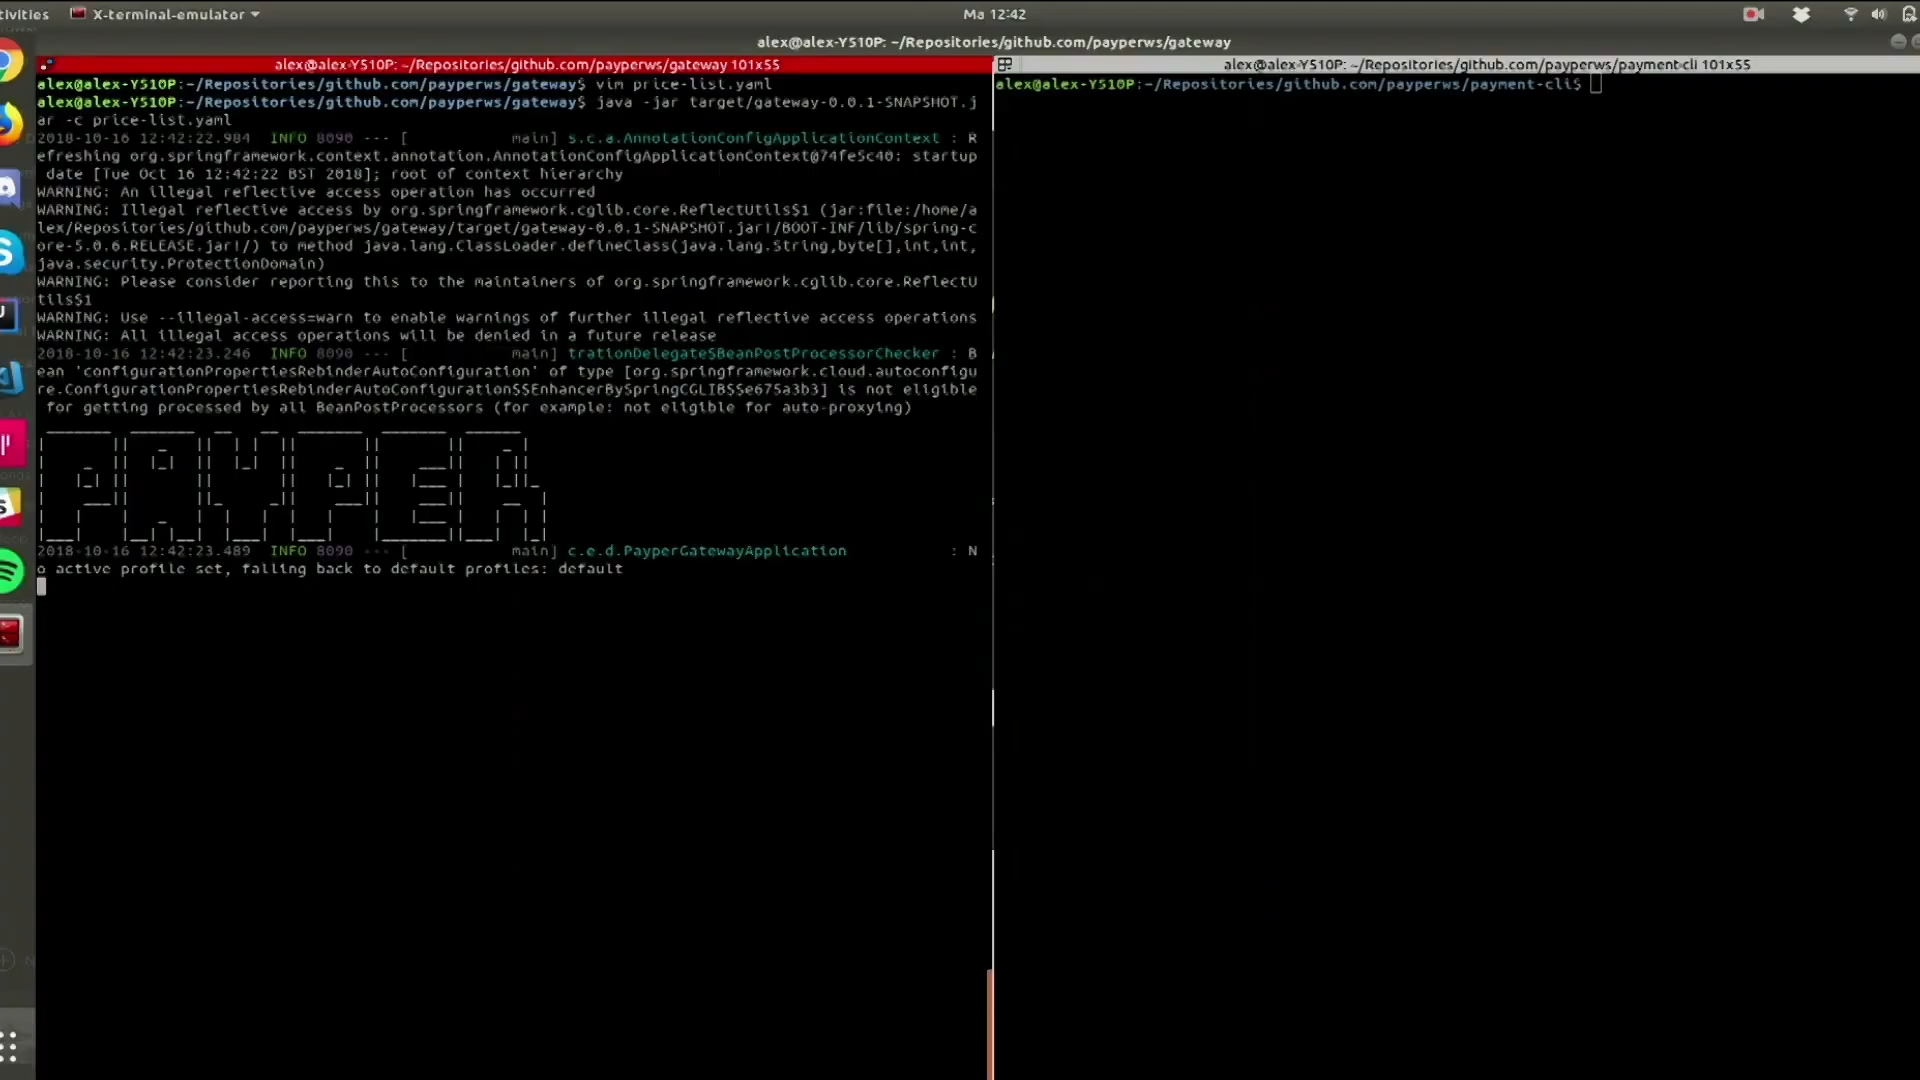 tivities X-terminal-emulator Ma 12:42
alex@alex-Y510P: ~/Repositories/github.com/payperws/gateway
alex@alex-Y510P: ~/Repositories/github.com/payperws/gateway 101x55
alex@alex-Y510P:~/Repositories/github.com/payperws/gateway$ vim price-list.yaml
alex@alex-Y510P:~/Repositories/github.com/payperws/gateway$ java -jar target/gateway-0.0.1-SNAPSHOT.j
ar -c price-list.yaml
2018-10-16 12:42:22.984 INFO 8090 --- [ main] s.c.a.AnnotationConfigApplicationContext : R
efreshing org.springframework.context.annotation.AnnotationConfigApplicationContext@74fe5c40: startup
date [Tue Oct 16 12:42:22 BST 2018]; root of context hierarchy
WARNING: An illegal reflective access operation has occurred
WARNING: Illegal reflective access by org.springframework.cglib.core.ReflectUtils$1 (jar:file:/home/a
lex/Repositories/github.com/payperws/gateway/target/gateway-0.0.1-SNAPSHOT.jar!/BOOT-INF/lib/spring-c
ore-5.0.6.RELEASE.jar!/) to method java.lang.ClassLoader.defineClass(java.lang.String,byte[],int,int,
java.security.ProtectionDomain)
WARNING: Please consider reporting this to the maintainers of org.springframework.cglib.core.ReflectU
tils$1
WARNING: Use --illegal-access=warn to enable warnings of further illegal reflective access operations
WARNING: All illegal access operations will be denied in a future release
2018-10-16 12:42:23.246 INFO 8090 --- [ main] trationDelegate$BeanPostProcessorChecker : B
ean 'configurationPropertiesRebinderAutoConfiguration' of type [org.springframework.cloud.autoconfigu
re.ConfigurationPropertiesRebinderAutoConfiguration$$EnhancerBySpringCGLIB$$e675a3b3] is not eligible
for getting processed by all BeanPostProcessors (for example: not eligible for auto-proxying)
PAYPER
2018-10-16 12:42:23.489 INFO 8090 --- [ main] c.e.d.PayperGatewayApplication : N
o active profile set, falling back to default profiles: default
alex@alex-Y510P: ~/Repositories/github.com/payperws/payment-cli 101x55
alex@alex-Y510P:~/Repositories/github.com/payperws/payment-cli$